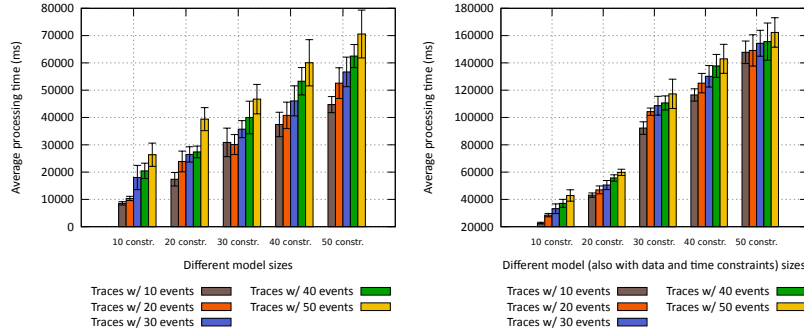 80000
70000
60000
50000
40000
30000
20000
10000
0
Average processing time (ms)
10 constr. 20 constr. 30 constr. 40 constr. 50 constr.
Different model sizes
Traces w/ 10 events
Traces w/ 20 events
Traces w/ 30 events
Traces w/ 40 events
Traces w/ 50 events
180000
160000
140000
120000
100000
80000
60000
40000
20000
Average processing time (ms)
10 constr. 20 constr. 30 constr. 40 constr. 50 constr.
Different model (also with data and time constraints) sizes
Traces w/ 10 events
Traces w/ 20 events
Traces w/ 30 events
Traces w/ 40 events
Traces w/ 50 events